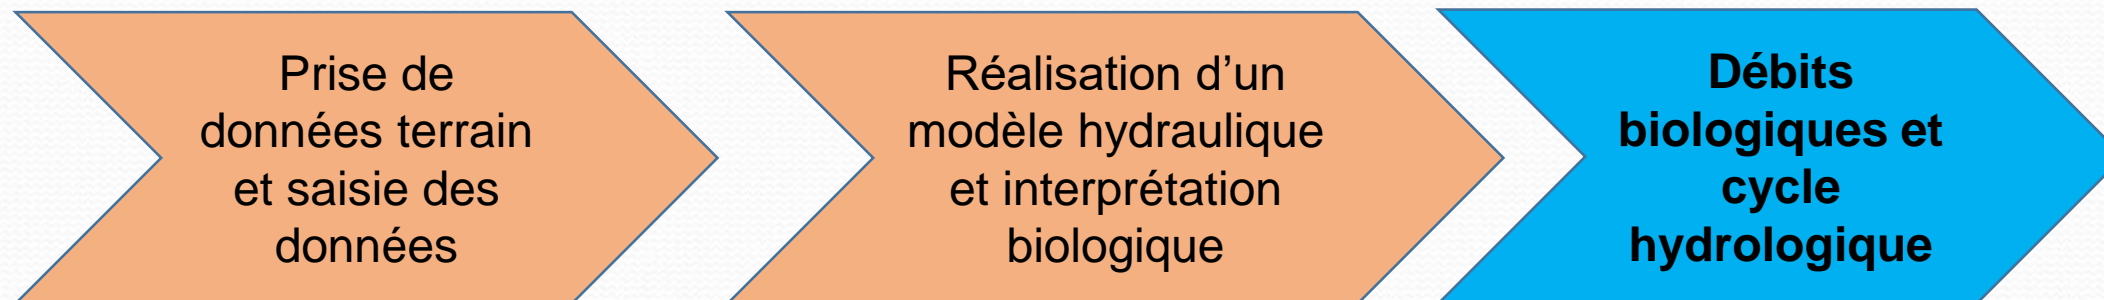 Prise de
données terrain
et saisie des
données
Réalisation d’un
modèle hydraulique
et interprétation
biologique
Débits
biologiques et
cycle
hydrologique